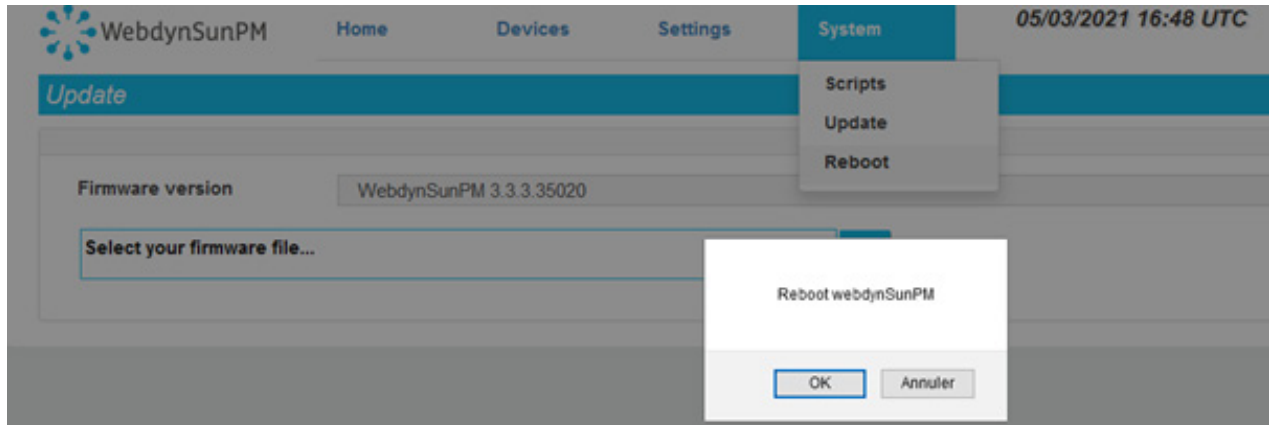 WebdynSunPM Home Devices Settings System 05/03/2021 16:48 UTC
Scripts
Update
Update
Reboot
Firmware version WebdynSunPM 3.3.3.35020
Select your firmware file...
Reboot webdynSunPM
OK Annuler